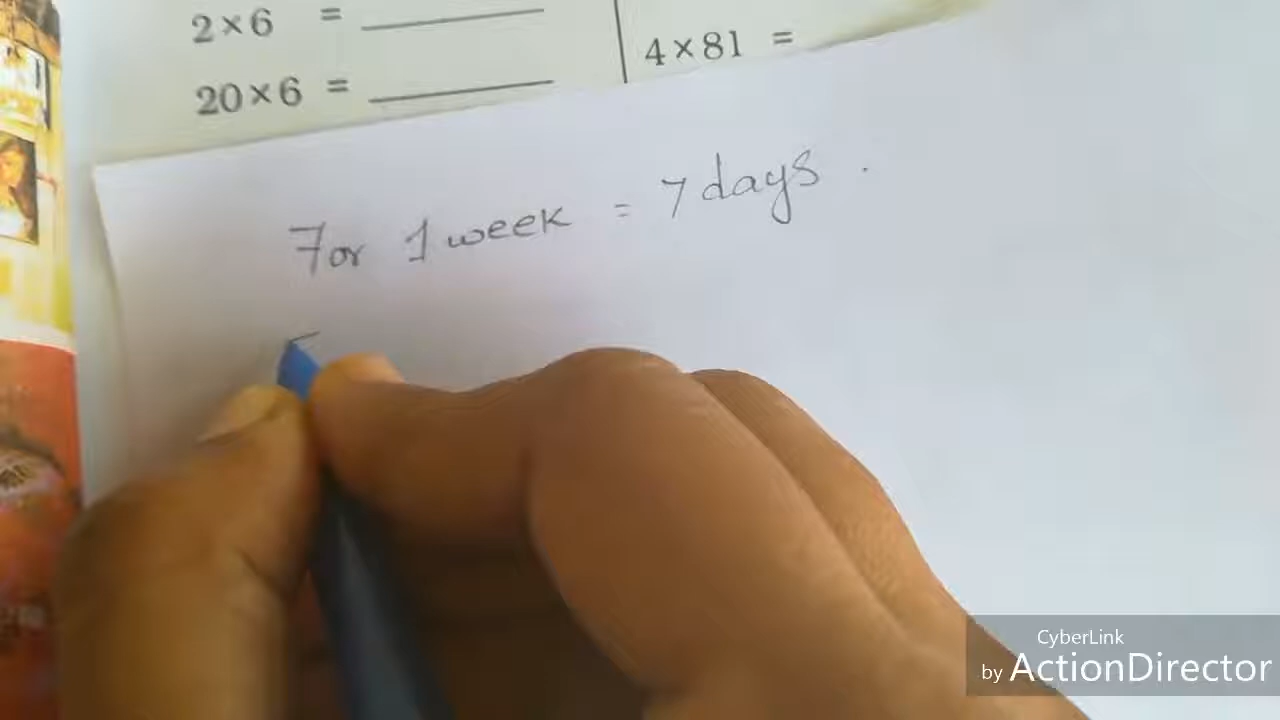 2×6 = ________
20×6 = ________
4×81 =
For 1 week = 7 days.
CyberLink
by ActionDirector